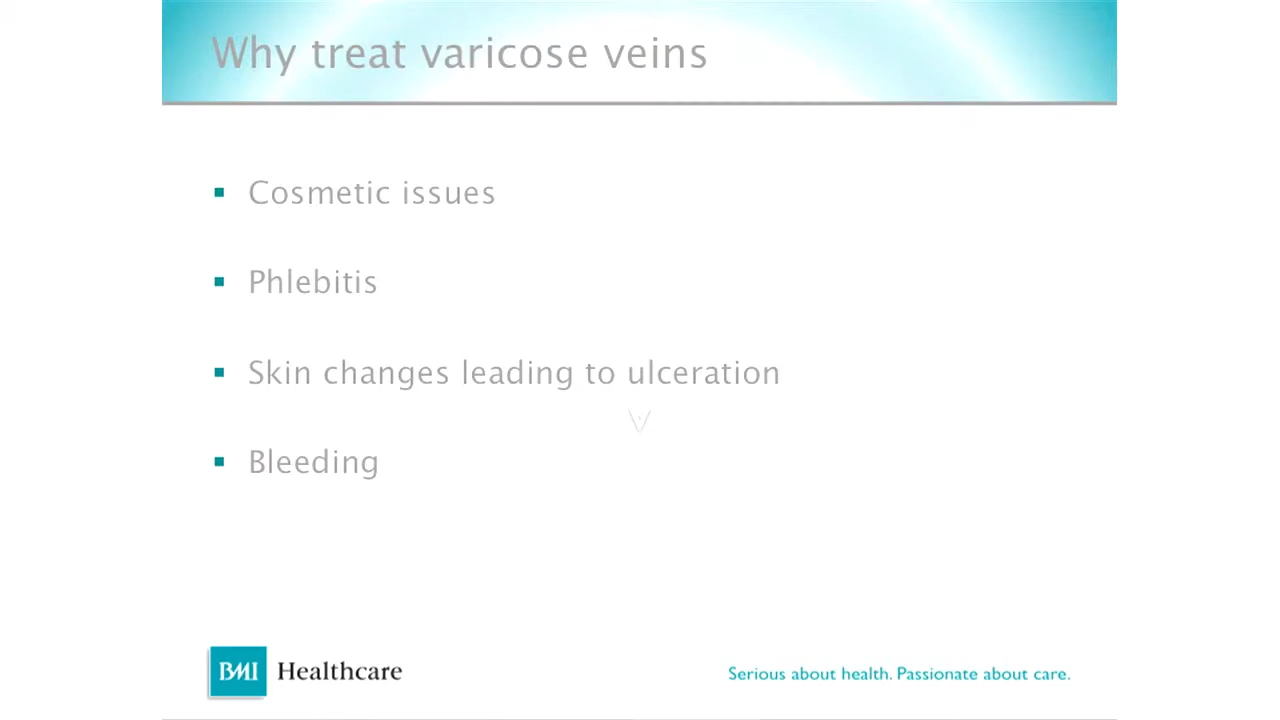 Why treat varicose veins
Cosmetic issues
Phlebitis
Skin changes leading to ulceration
Bleeding
BMI Healthcare
Serious about health. Passionate about care.